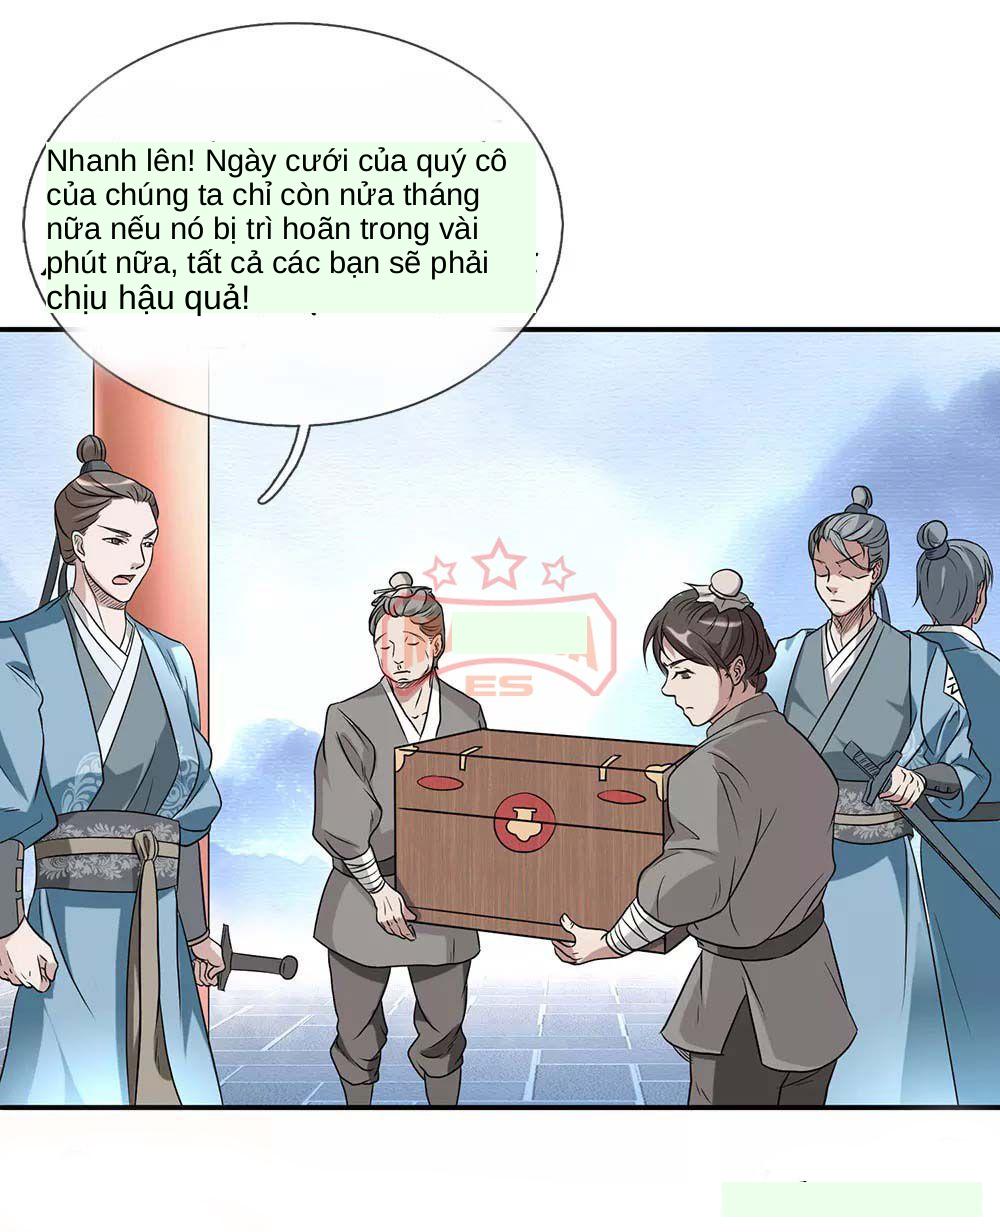 Nhanh lên! Ngày cưới của quý cô
của chúng ta chỉ còn nửa tháng
nữa nếu nó bị trì hoãn trong vài
phút nữa, tất cả các bạn sẽ phải
chịu hậu quả!
ES